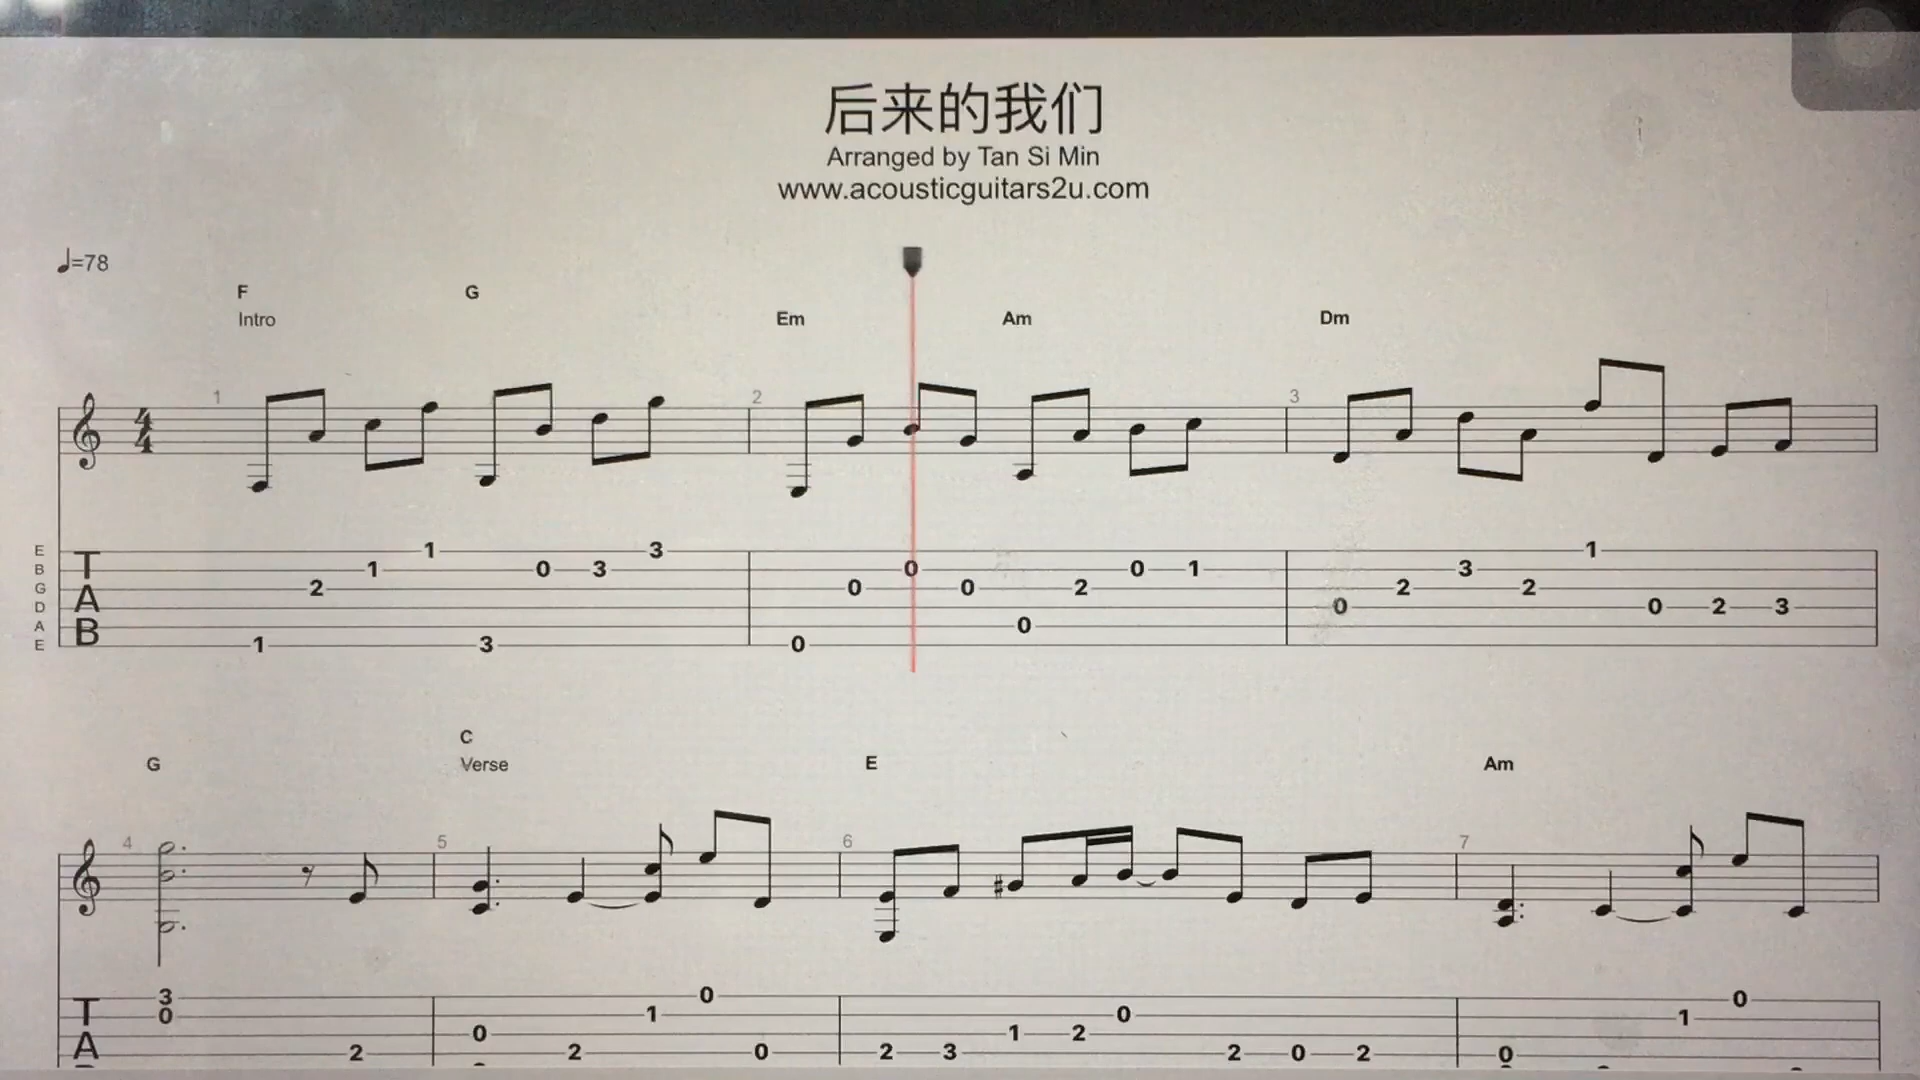 后来的我们
Arranged by Tan Si Min
www.acousticguitars2u.com
♩=78
F G
Intro Em Am Dm
1 2 3
4/4
E 1 3 1
B T 1 0 3 0 0 1 3
G 2 0 0 2 2 2
D A 0 0 2 3
A 0
E B 1 3 0
C
G Verse E Am
4 5 6 7
3 0 0
T 0 1 0 1
0 1 2
A 2 2 0 2 3 2 0 2 0